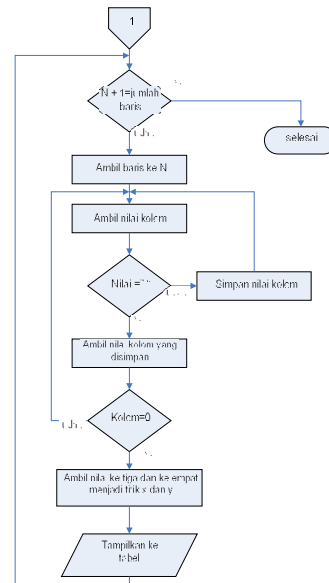 1
N + 1=jumlah
baris
selesai
Ambil baris ke N
Ambil nilai kolom
Nilai =" "
Simpan nilai kolom
Ambil nilai kolom yang
disimpan
Kolom=0
Ambil nilai ke tiga dan ke empat
menjadi titik x dan y
Tampilkan ke
tabel